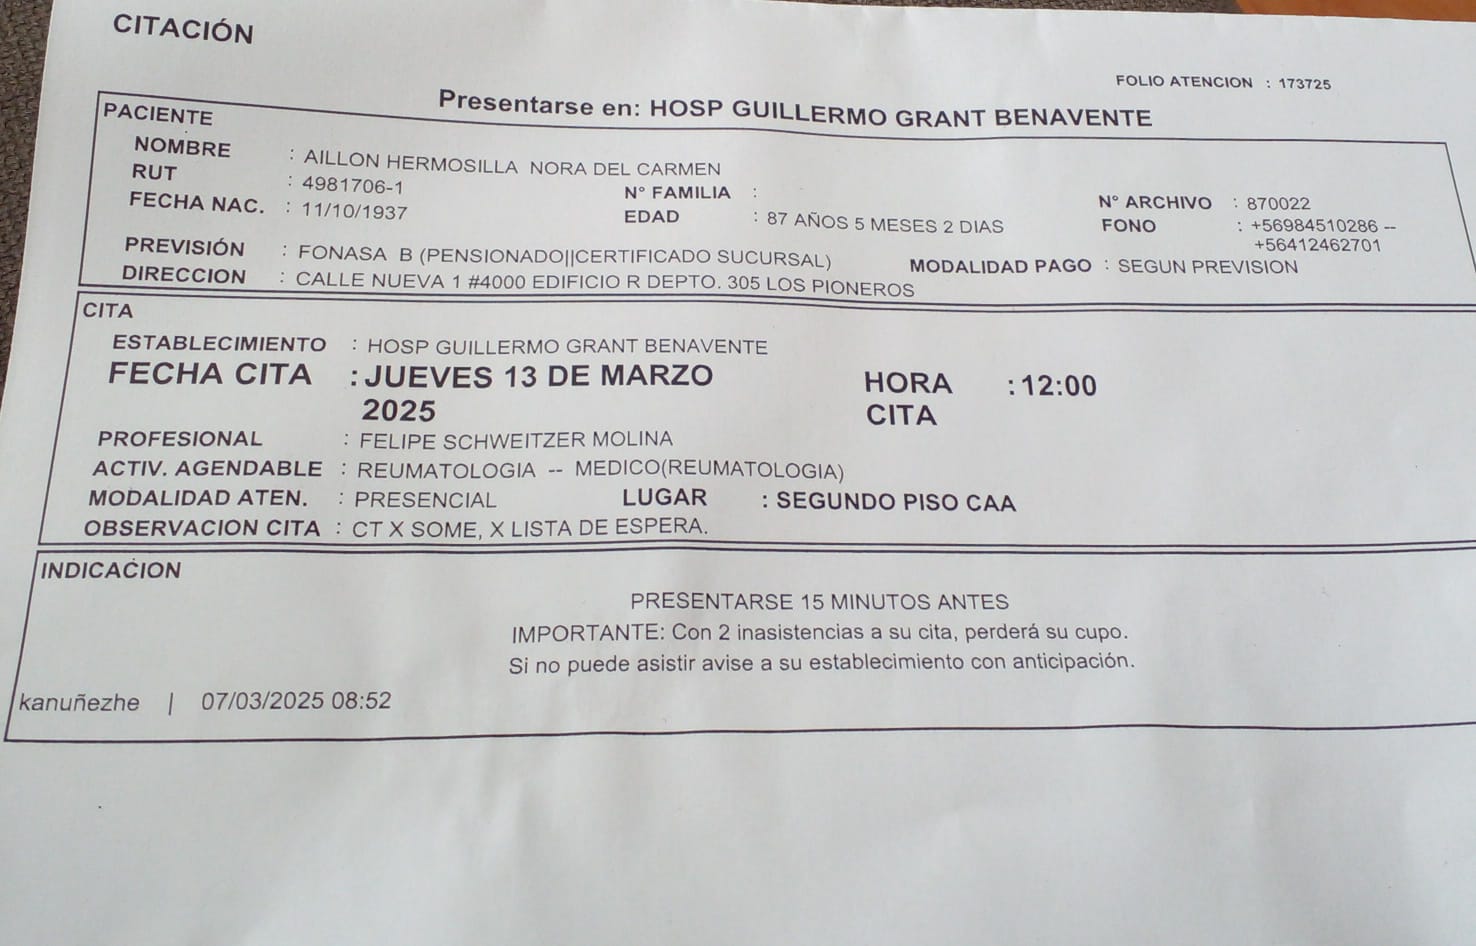 CITACIÓN
FOLIO ATENCION : 173725
Presentarse en: HOSP GUILLERMO GRANT BENAVENTE
PACIENTE
NOMBRE : AILLON HERMOSILLA NORA DEL CARMEN
RUT : 4981706-1 N° FAMILIA : N° ARCHIVO : 870022
FECHA NAC. : 11/10/1937 EDAD : 87 AÑOS 5 MESES 2 DIAS FONO : +56984510286 --
+56412462701
PREVISIÓN : FONASA B (PENSIONADO||CERTIFICADO SUCURSAL) MODALIDAD PAGO : SEGUN PREVISION
DIRECCION : CALLE NUEVA 1 #4000 EDIFICIO R DEPTO. 305 LOS PIONEROS
CITA
ESTABLECIMIENTO : HOSP GUILLERMO GRANT BENAVENTE
FECHA CITA : JUEVES 13 DE MARZO HORA : 12:00
2025 CITA
PROFESIONAL : FELIPE SCHWEITZER MOLINA
ACTIV. AGENDABLE : REUMATOLOGIA -- MEDICO(REUMATOLOGIA)
MODALIDAD ATEN. : PRESENCIAL LUGAR : SEGUNDO PISO CAA
OBSERVACION CITA : CT X SOME, X LISTA DE ESPERA.
INDICACION
PRESENTARSE 15 MINUTOS ANTES
IMPORTANTE: Con 2 inasistencias a su cita, perderá su cupo.
Si no puede asistir avise a su establecimiento con anticipación.
kanuñezhe | 07/03/2025 08:52